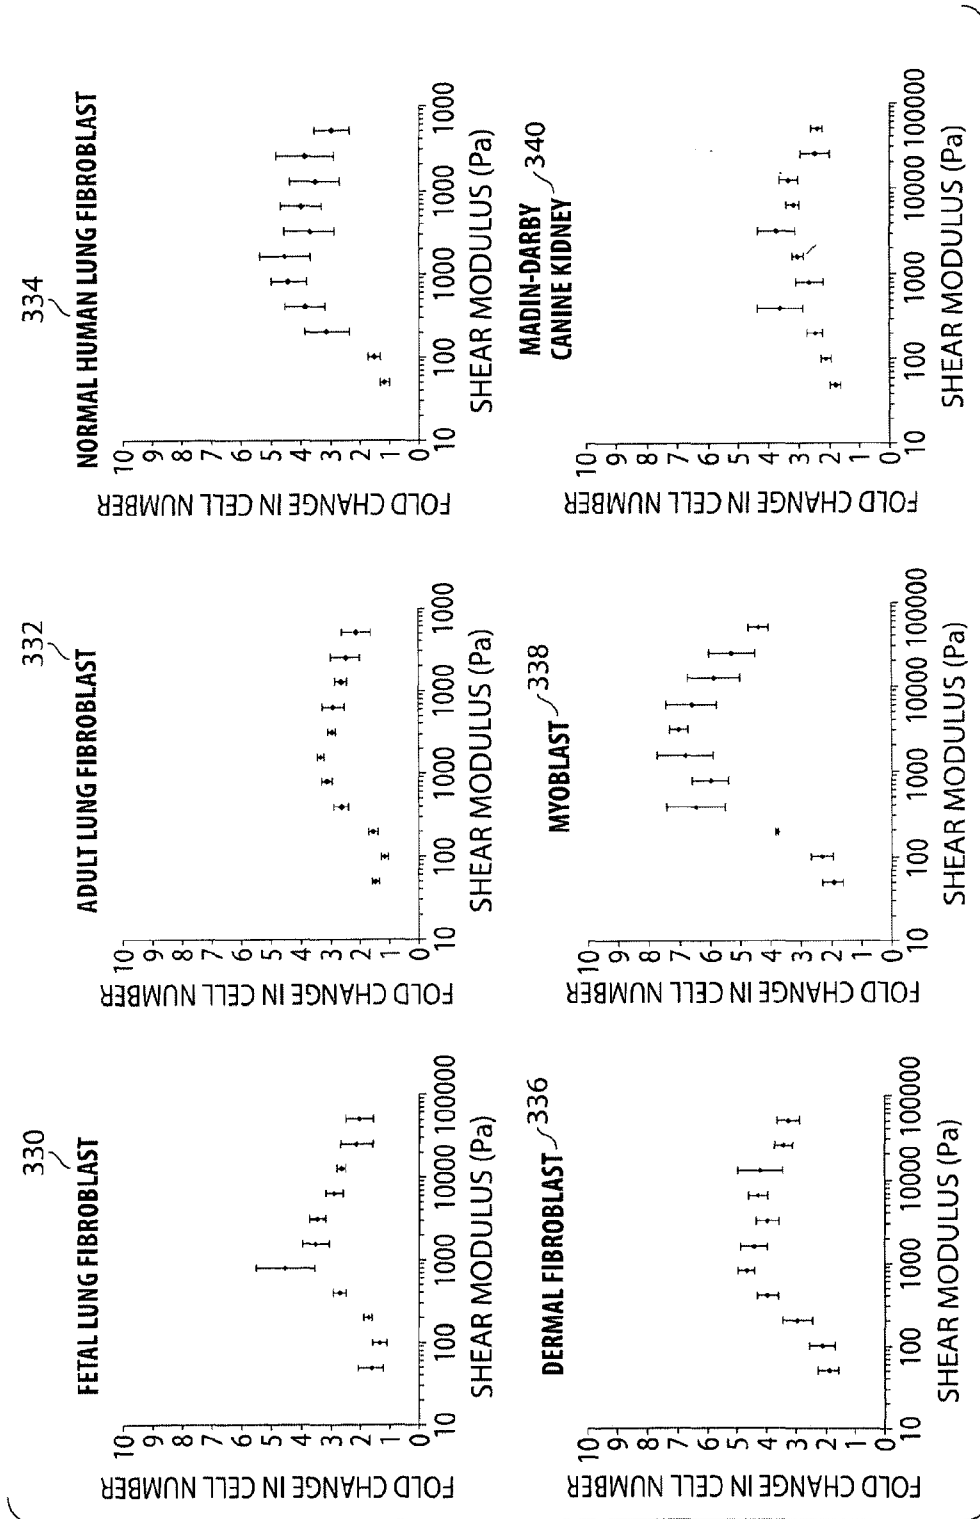 330
FETAL LUNG FIBROBLAST
FOLD CHANGE IN CELL NUMBER
10
9
8
7
6
5
4
3
2
1
0
10 100 1000 10000 100000
SHEAR MODULUS (Pa)
332
ADULT LUNG FIBROBLAST
FOLD CHANGE IN CELL NUMBER
10
9
8
7
6
5
4
3
2
1
0
10 100 1000 1000 1000
SHEAR MODULUS (Pa)
334
NORMAL HUMAN LUNG FIBROBLAST
FOLD CHANGE IN CELL NUMBER
10
9
8
7
6
5
4
3
2
1
0
10 100 1000 1000 1000
SHEAR MODULUS (Pa)
DERMAL FIBROBLAST 336
FOLD CHANGE IN CELL NUMBER
10
9
8
7
6
5
4
3
2
1
0
10 100 1000 10000 100000
SHEAR MODULUS (Pa)
MYOBLAST 338
FOLD CHANGE IN CELL NUMBER
10
9
8
7
6
5
4
3
2
1
0
10 100 1000 10000 100000
SHEAR MODULUS (Pa)
MADIN-DARBY
CANINE KIDNEY 340
FOLD CHANGE IN CELL NUMBER
10
9
8
7
6
5
4
3
2
1
0
10 100 1000 10000 100000
SHEAR MODULUS (Pa)